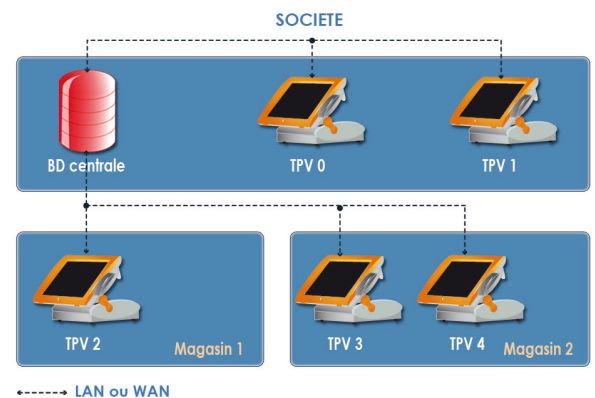 SOCIETE
BD centrale
TPV 0
TPV 1
TPV 2
Magasin 1
TPV 3
TPV 4
Magasin 2
LAN ou WAN